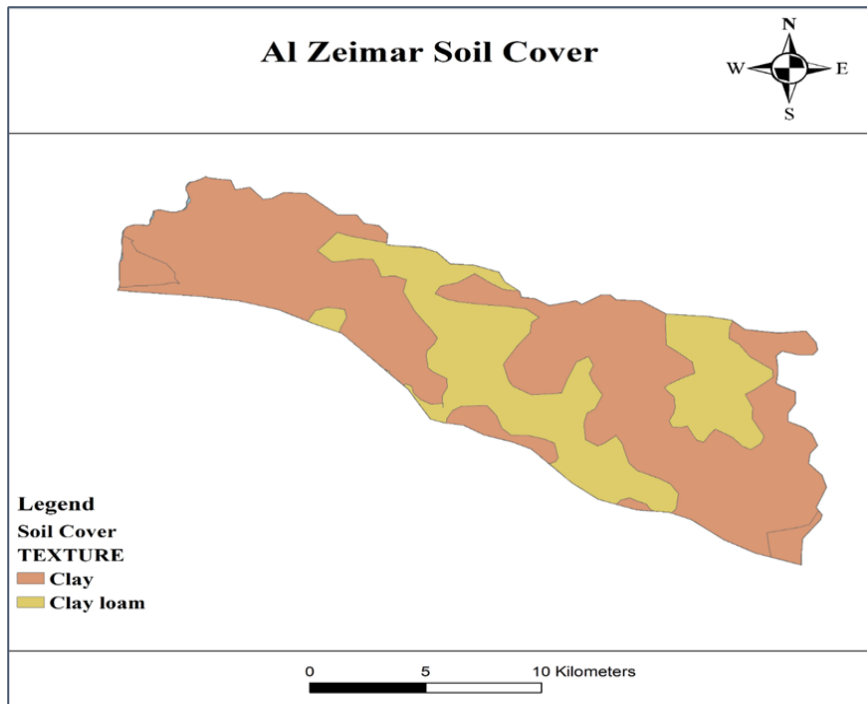 Al Zeimar Soil Cover
N
W E
S
Legend
Soil Cover
TEXTURE
Clay
Clay loam
0 5 10 Kilometers